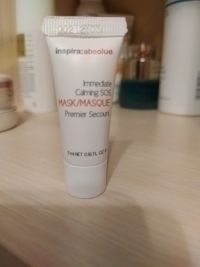 inspira:absolue
Immediate
Calming SOS
MASK/MASQUE
Premier Secours